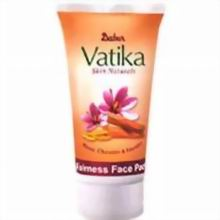 Dabur
Vatika
Skin Naturals
Fairness Face Pack